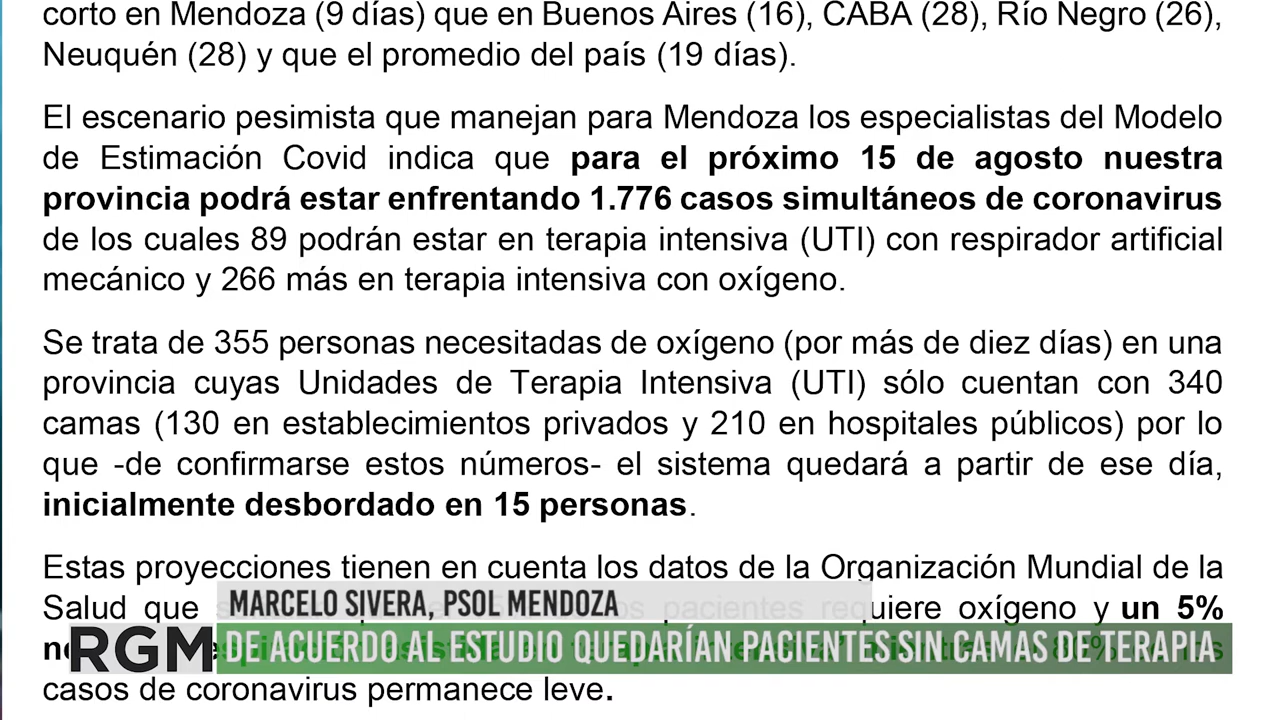 corto en Mendoza (9 días) que en Buenos Aires (16), CABA (28), Río Negro (26),
Neuquén (28) y que el promedio del país (19 días).
El escenario pesimista que manejan para Mendoza los especialistas del Modelo
de Estimación Covid indica que para el próximo 15 de agosto nuestra
provincia podrá estar enfrentando 1.776 casos simultáneos de coronavirus
de los cuales 89 podrán estar en terapia intensiva (UTI) con respirador artificial
mecánico y 266 más en terapia intensiva con oxígeno.
Se trata de 355 personas necesitadas de oxígeno (por más de diez días) en una
provincia cuyas Unidades de Terapia Intensiva (UTI) sólo cuentan con 340
camas (130 en establecimientos privados y 210 en hospitales públicos) por lo
que -de confirmarse estos números- el sistema quedará a partir de ese día,
inicialmente desbordado en 15 personas.
Estas proyecciones tienen en cuenta los datos de la Organización Mundial de la
Salud que pacientes requiere oxígeno y un 5%
MARCELO SIVERA, PSOL MENDOZA
RGM DE ACUERDO AL ESTUDIO QUEDARÍAN PACIENTES SIN CAMAS DE TERAPIA
casos de coronavirus permanece leve.